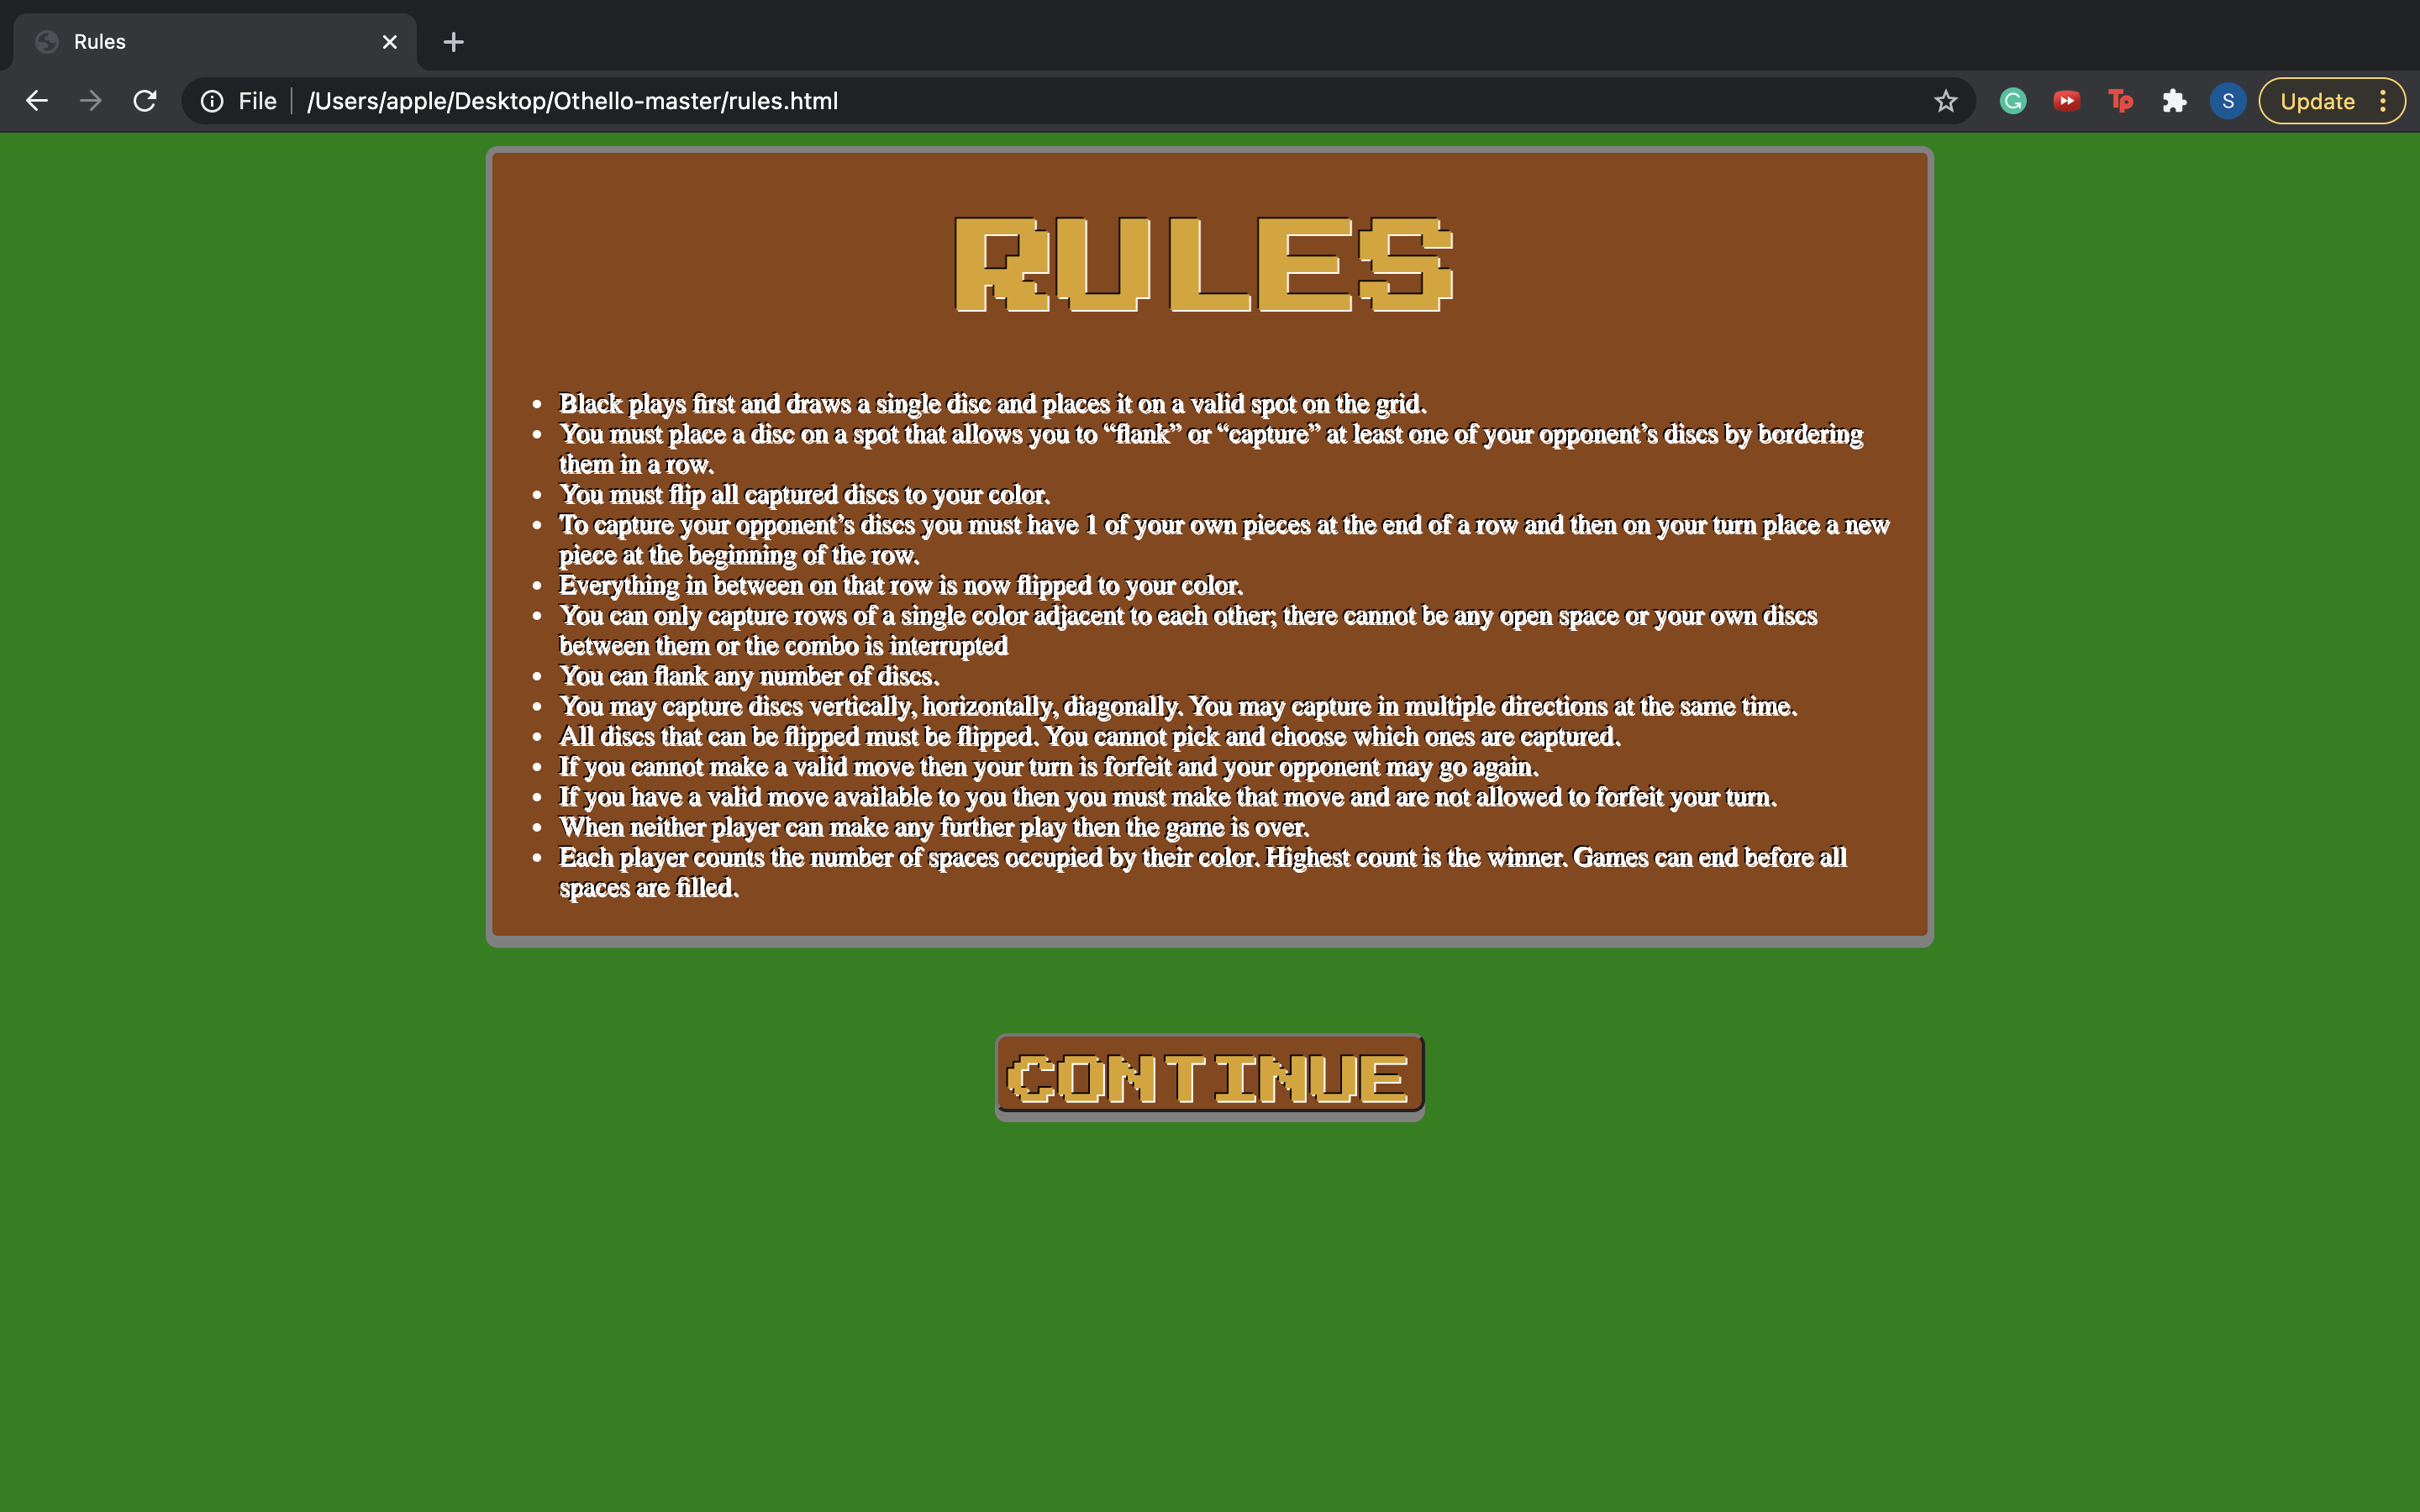 Rules
File
/Users/apple/Desktop/Othello-master/rules.html
Tp
S
Update
RULES
• Black plays first and draws a single disc and places it on a valid spot on the grid.
• You must place a disc on a spot that allows you to “flank” or “capture” at least one of your opponent’s discs by bordering
them in a row.
• You must flip all captured discs to your color.
• To capture your opponent’s discs you must have 1 of your own pieces at the end of a row and then on your turn place a new
piece at the beginning of the row.
• Everything in between on that row is now flipped to your color.
• You can only capture rows of a single color adjacent to each other; there cannot be any open space or your own discs
between them or the combo is interrupted
• You can flank any number of discs.
• You may capture discs vertically, horizontally, diagonally. You may capture in multiple directions at the same time.
• All discs that can be flipped must be flipped. You cannot pick and choose which ones are captured.
• If you cannot make a valid move then your turn is forfeit and your opponent may go again.
• If you have a valid move available to you then you must make that move and are not allowed to forfeit your turn.
• When neither player can make any further play then the game is over.
• Each player counts the number of spaces occupied by their color. Highest count is the winner. Games can end before all
spaces are filled.
CONTINUE